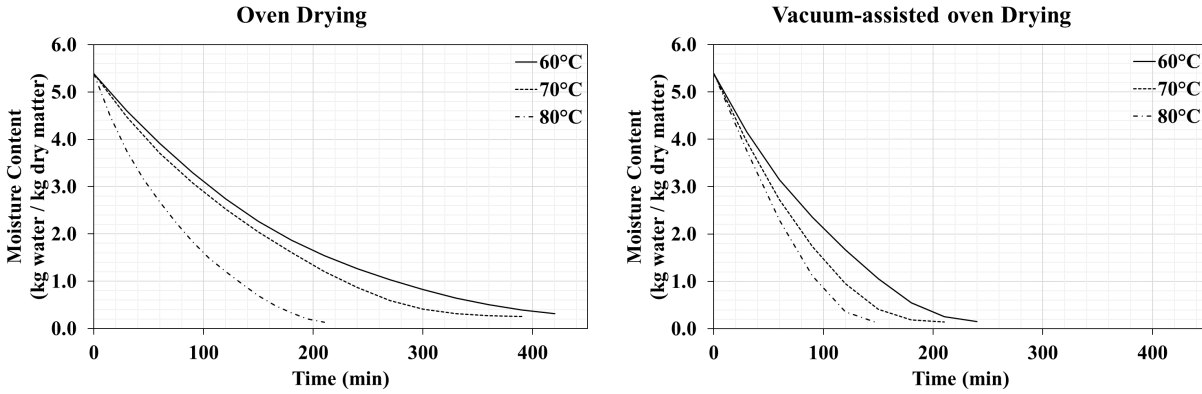 Oven Drying
6.0
5.0
4.0
3.0
2.0
1.0
0.0
Moisture Content
(kg water / kg dry matter)
60°C
70°C
80°C
0
100
200
300
400
Time (min)
Vacuum-assisted oven Drying
6.0
5.0
4.0
3.0
2.0
1.0
0.0
Moisture Content
(kg water / kg dry matter)
60°C
70°C
80°C
0
100
200
300
400
Time (min)